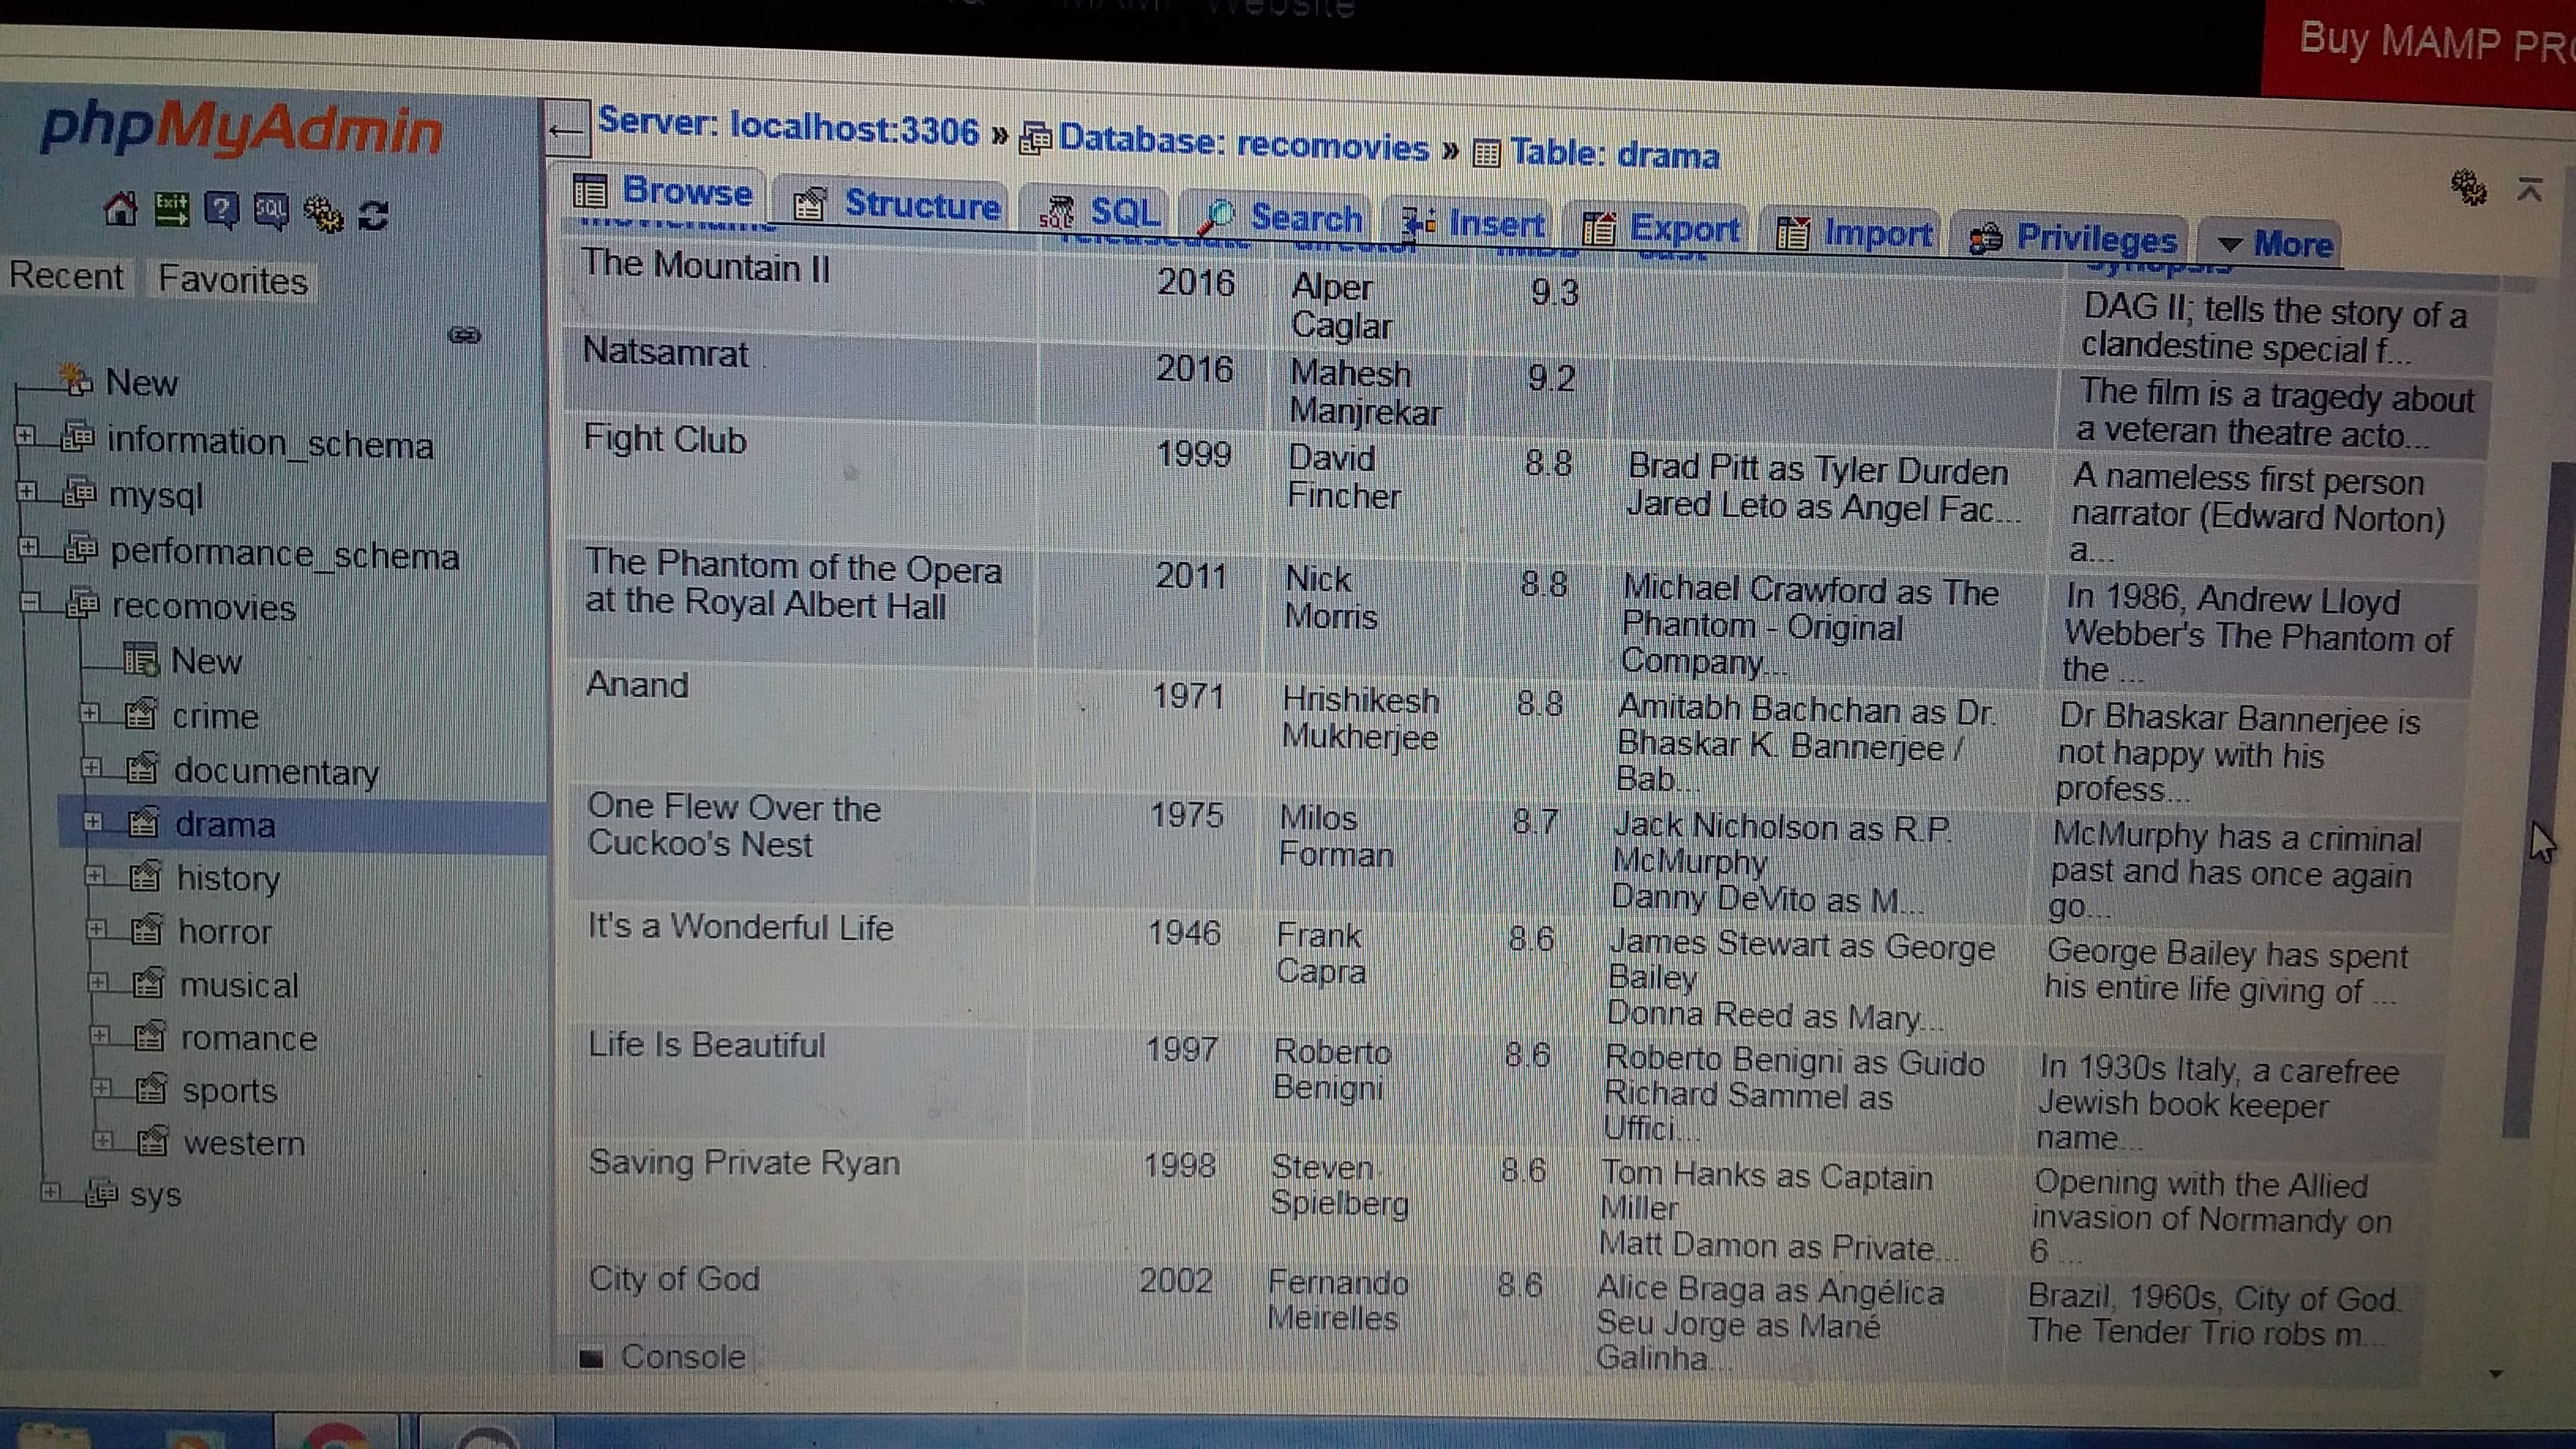 MAMP Website
Buy MAMP PRO
phpMyAdmin
Server: localhost:3306 » Database: recomovies » Table: drama
Browse Structure SQL Search Insert Export Import Privileges More
Exit ? SQL
Recent Favorites
New
information_schema
mysql
performance_schema
recomovies
New
crime
documentary
drama
history
horror
musical
romance
sports
western
sys
synopsis
The Mountain II 2016 Alper 9.3 DAG II; tells the story of a
Caglar clandestine special f...
Natsamrat 2016 Mahesh 9.2 The film is a tragedy about
Manjrekar a veteran theatre acto...
Fight Club 1999 David 8.8 Brad Pitt as Tyler Durden A nameless first person
Fincher Jared Leto as Angel Fac... narrator (Edward Norton)
a...
The Phantom of the Opera 2011 Nick 8.8 Michael Crawford as The In 1986, Andrew Lloyd
at the Royal Albert Hall Morris Phantom - Original Webber's The Phantom of
Company... the ...
Anand 1971 Hrishikesh 8.8 Amitabh Bachchan as Dr. Dr Bhaskar Bannerjee is
Mukherjee Bhaskar K. Bannerjee / not happy with his
Bab... profess...
One Flew Over the 1975 Milos 8.7 Jack Nicholson as R.P. McMurphy has a criminal
Cuckoo's Nest Forman McMurphy past and has once again
Danny DeVito as M... go...
It's a Wonderful Life 1946 Frank 8.6 James Stewart as George George Bailey has spent
Capra Bailey his entire life giving of ...
Donna Reed as Mary...
Life Is Beautiful 1997 Roberto 8.6 Roberto Benigni as Guido In 1930s Italy, a carefree
Benigni Richard Sammel as Jewish book keeper
Uffici... name...
Saving Private Ryan 1998 Steven 8.6 Tom Hanks as Captain Opening with the Allied
Spielberg Miller invasion of Normandy on
Matt Damon as Private... 6 ...
City of God 2002 Fernando 8.6 Alice Braga as Angélica Brazil, 1960s, City of God.
Meirelles Seu Jorge as Mané The Tender Trio robs m...
Galinha...
Console